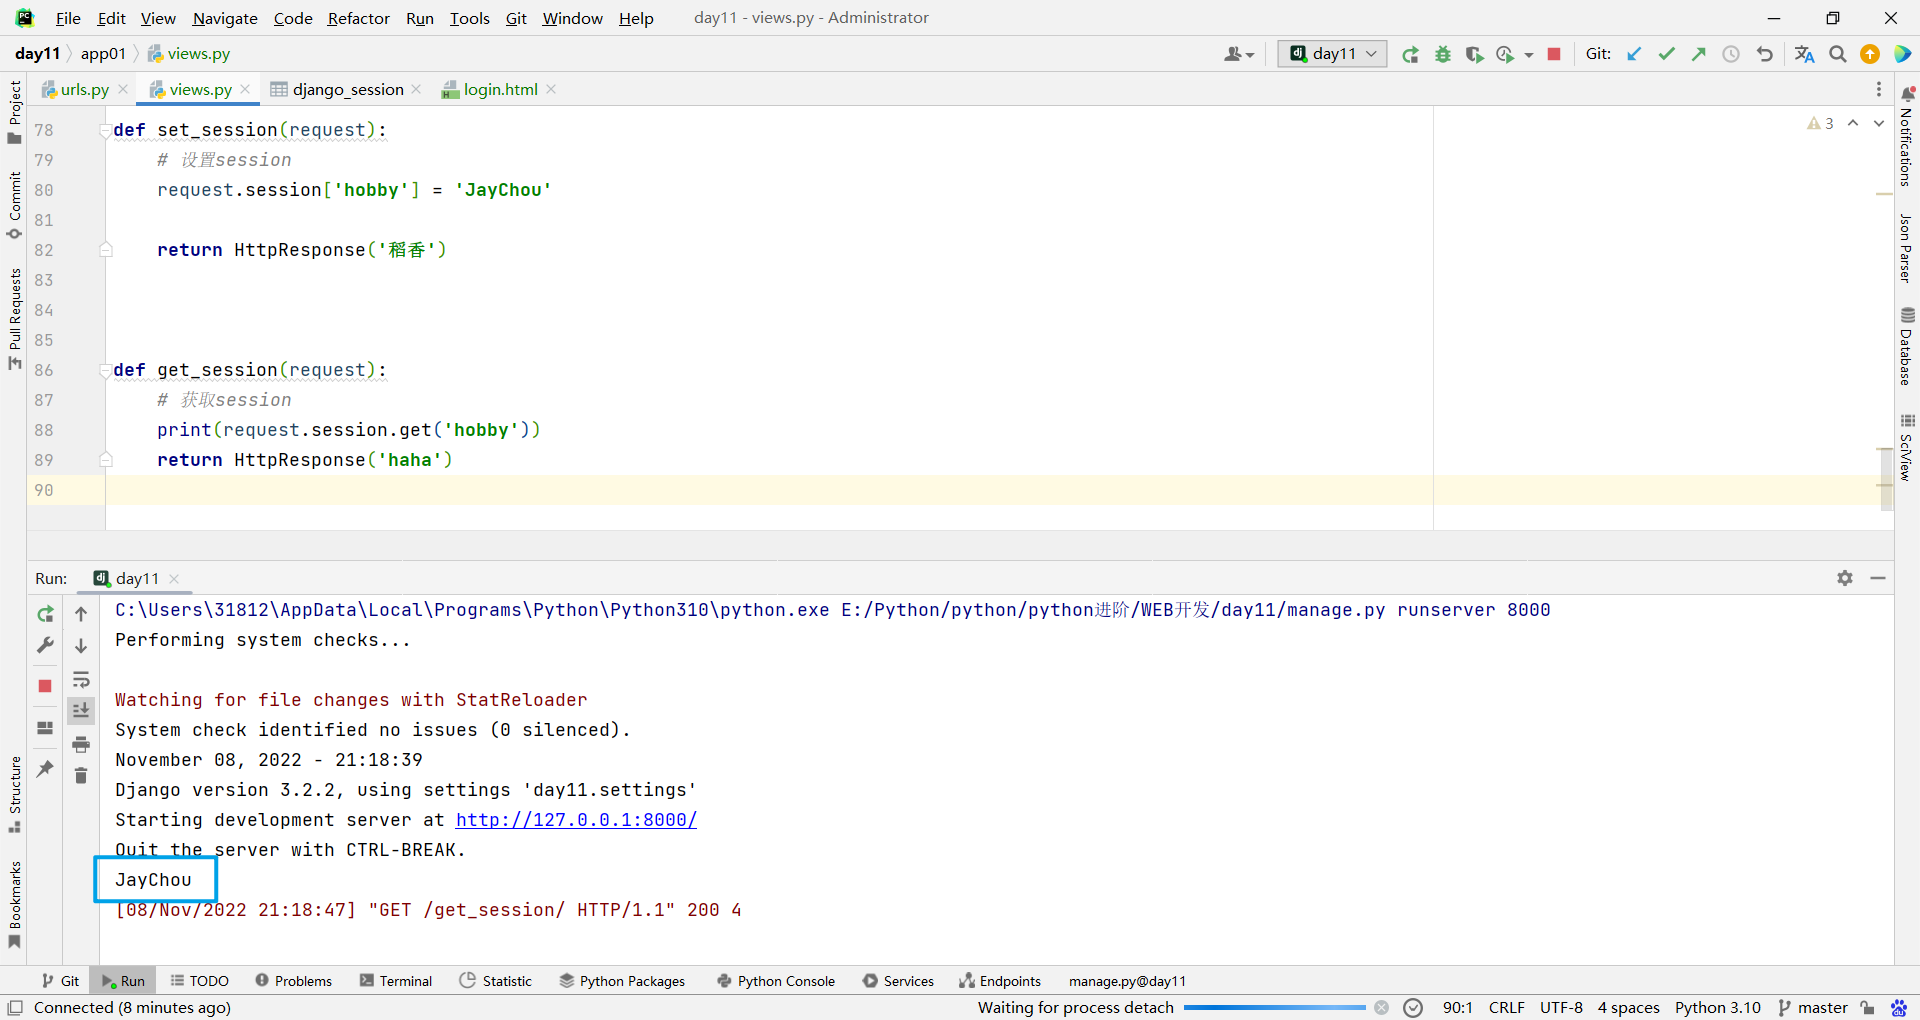 File Edit View Navigate Code Refactor Run Tools Git Window Help day11 - views.py - Administrator
day11 app01 views.py day11 Git:
urls.py views.py django_session login.html
Project
Commit
Pull Requests
Structure
Bookmarks
78 def set_session(request):
79 # 设置session
80 request.session['hobby'] = 'JayChou'
81
82 return HttpResponse('稻香')
83
84
85
86 def get_session(request):
87 # 获取session
88 print(request.session.get('hobby'))
89 return HttpResponse('haha')
90
3
Notifications
Json Parser
Database
SciView
Run: day11
C:\Users\31812\AppData\Local\Programs\Python\Python310\python.exe E:/Python/python/python进阶/WEB开发/day11/manage.py runserver 8000
Performing system checks...
Watching for file changes with StatReloader
System check identified no issues (0 silenced).
November 08, 2022 - 21:18:39
Django version 3.2.2, using settings 'day11.settings'
Starting development server at http://127.0.0.1:8000/
Quit the server with CTRL-BREAK.
JayChou
[08/Nov/2022 21:18:47] "GET /get_session/ HTTP/1.1" 200 4
Git Run TODO Problems Terminal Statistic Python Packages Python Console Services Endpoints manage.py@day11
Connected (8 minutes ago) Waiting for process detach 90:1 CRLF UTF-8 4 spaces Python 3.10 master